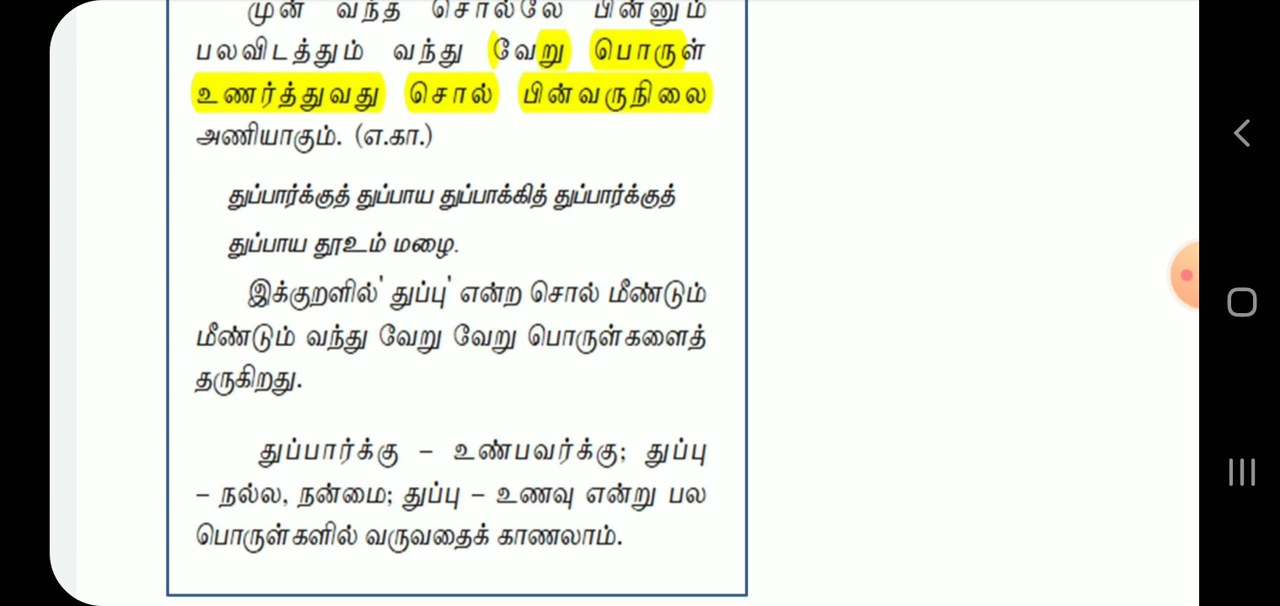 முன் வந்த சொல்லே பின்னும்
பலவிடத்தும் வந்து வேறு பொருள்
உணர்த்துவது சொல் பின்வருநிலை
அணியாகும். (எ.கா.)
துப்பார்க்குத் துப்பாய துப்பாக்கித் துப்பார்க்குத்
துப்பாய தூஉம் மழை.
இக்குறளில்' துப்பு' என்ற சொல் மீண்டும்
மீண்டும் வந்து வேறு வேறு பொருள்களைத்
தருகிறது.
துப்பார்க்கு – உண்பவர்க்கு; துப்பு
– நல்ல, நன்மை; துப்பு – உணவு என்று பல
பொருள்களில் வருவதைக் காணலாம்.